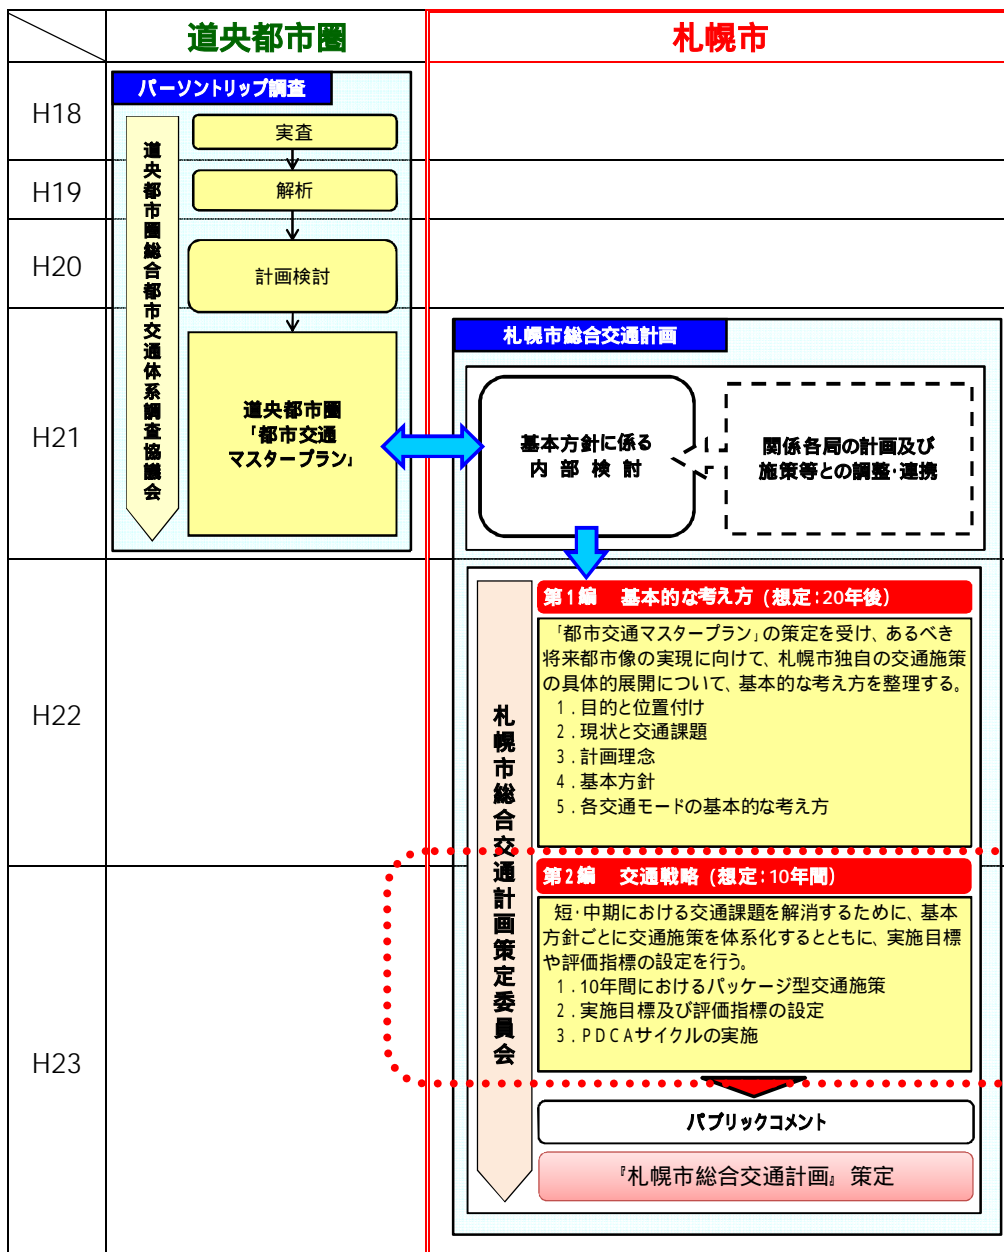 道央都市圏
札幌市
H18
H19
H20
H21
H22
H23
パーソントリップ調査
道央都市圏総合都市交通体系調査協議会
実査
解析
計画検討
道央都市圏
「都市交通
マスタープラン」
札幌市総合交通計画
基本方針に係る
内部検討
関係各局の計画及び
施策等との調整・連携
札幌市総合交通計画策定委員会
第1編 基本的な考え方（想定：20年後）
「都市交通マスタープラン」の策定を受け、あるべき
将来都市像の実現に向けて、札幌市独自の交通施策
の具体的展開について、基本的な考え方を整理する。
1．目的と位置付け
2．現状と交通課題
3．計画理念
4．基本方針
5．各交通モードの基本的な考え方
第2編 交通戦略（想定：10年間）
短・中期における交通課題を解消するために、基本
方針ごとに交通施策を体系化するとともに、実施目標
や評価指標の設定を行う。
1．10年間におけるパッケージ型交通施策
2．実施目標及び評価指標の設定
3．PDCAサイクルの実施
パブリックコメント
『札幌市総合交通計画』策定